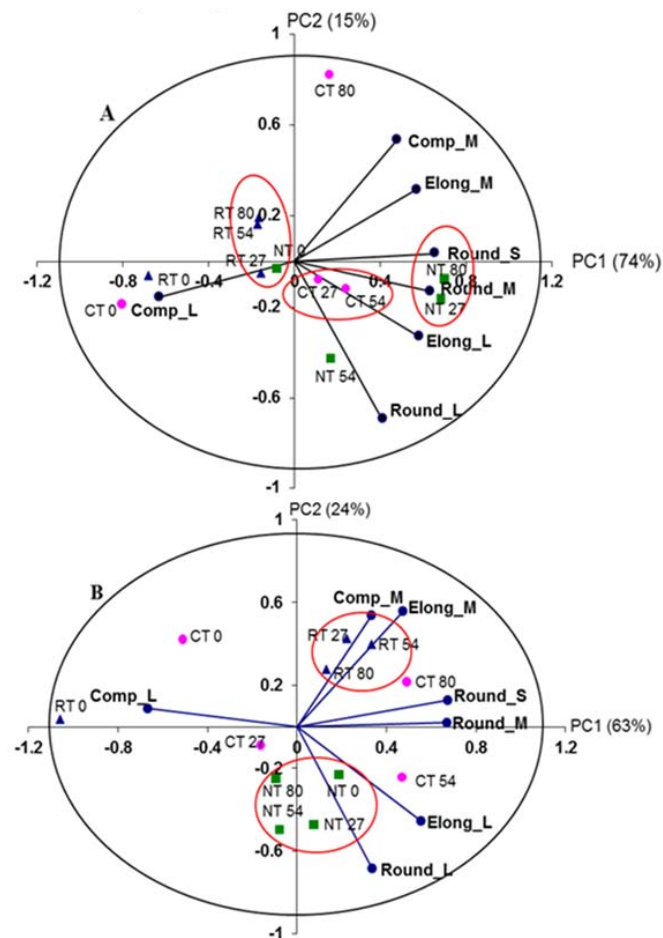 PC2 (15%)
1
A
CT 80
0.6
Comp_M
Elong_M
RT 80
0.2
RT 54
Round_S
NT 0
RT 27
NT 80
PC1 (74%)
-1.2
-0.8
0
0.4
0.8
1.2
RT 0
Round_M
CT 27
CT 54
CT 0
Comp_L
-0.2
NT 27
Elong_L
NT 54
-0.6
Round_L
-1
PC2 (24%)
1
B
Comp_M
Elong_M
0.6
CT 0
RT 27
RT 54
RT 80
CT 80
Comp_L
0.2
Round_S
RT 0
Round_M
PC1 (63%)
-1.2
-0.8
-0.4
0
0.4
0.8
1.2
CT 27
-0.2
CT 54
NT 80
NT 0
NT 54
NT 27
Elong_L
-0.6
Round_L
-1